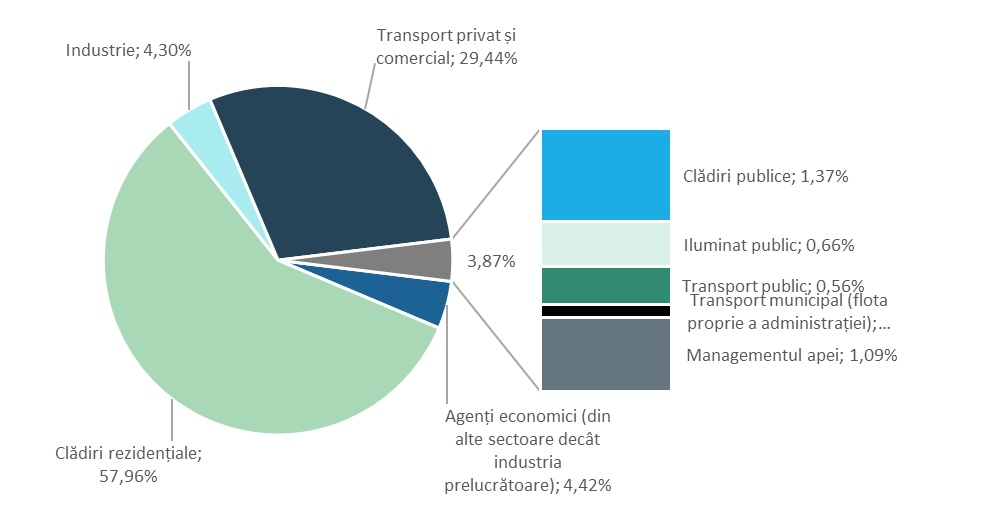 Industrie; 4,30%
Transport privat și
comercial; 29,44%
Clădiri publice; 1,37%
Iluminat public; 0,66%
3,87%
Transport public; 0,56%
Transport municipal (flota
proprie a administrației);...
Managementul apei; 1,09%
Agenți economici (din
alte sectoare decât
industria
prelucrătoare); 4,42%
Clădiri rezidențiale;
57,96%